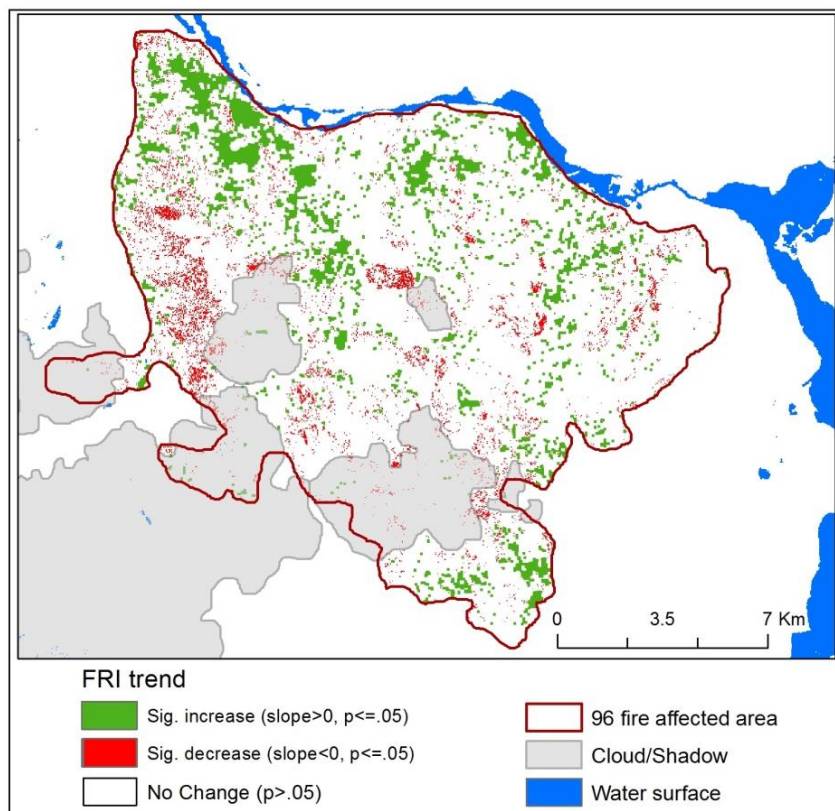 0 3.5 7 Km
FRI trend
Sig. increase (slope>0, p<=.05)
Sig. decrease (slope<0, p<=.05)
No Change (p>.05)
96 fire affected area
Cloud/Shadow
Water surface